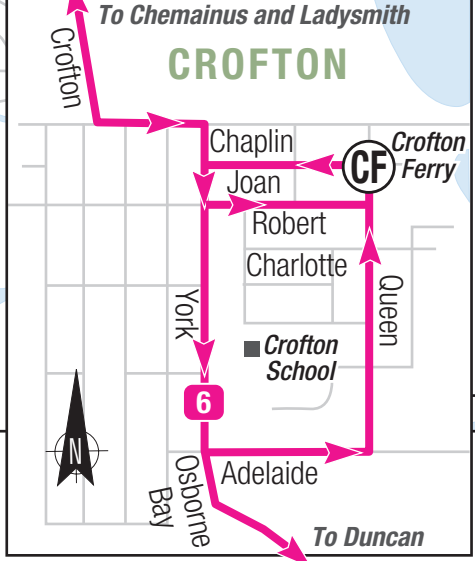 To Chemainus and Ladysmith
Crofton
CROFTON
Chaplin
Crofton
Ferry
CF
Joan
Robert
Charlotte
York
Queen
Crofton
School
6
N
Adelaide
Osborne
Bay
To Duncan